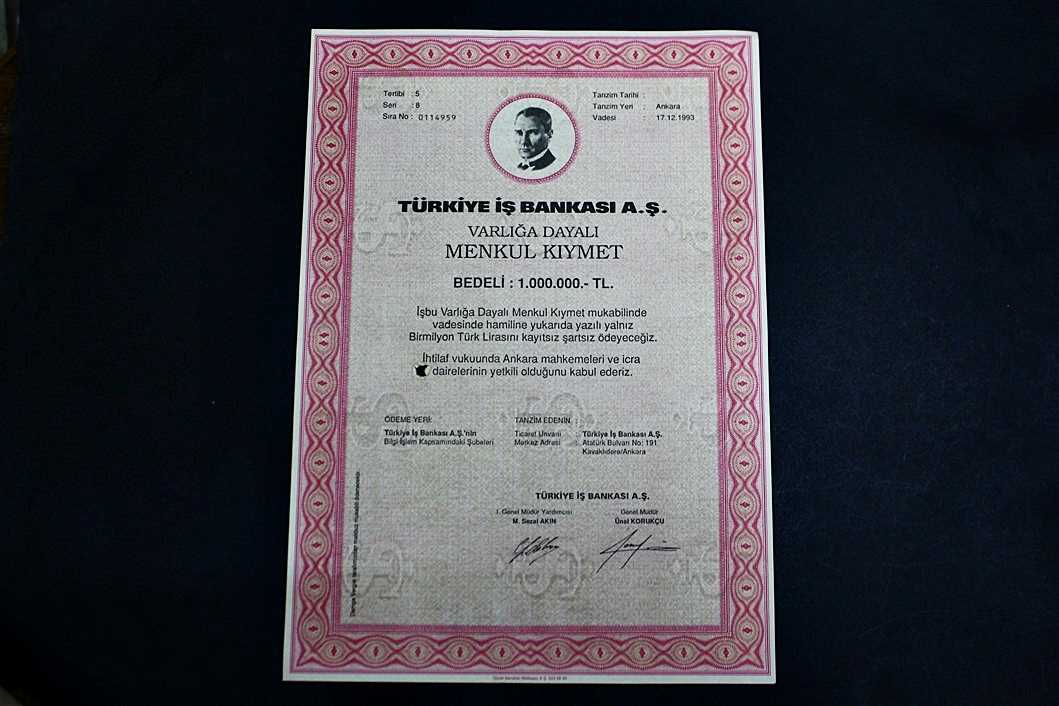 Tertibi : 5
Seri : 8
Sıra No : 0114959
Tanzim Tarihi :
Tanzim Yeri : Ankara
Vadesi : 17.12.1993
TÜRKİYE İŞ BANKASI A.Ş.
VARLIĞA DAYALI
MENKUL KIYMET
BEDELİ : 1.000.000.- TL.
İşbu Varlığa Dayalı Menkul Kıymet mukabilinde
vadesinde hamiline yukarıda yazılı yalnız
Birmilyon Türk Lirasını kayıtsız şartsız ödeyeceğiz.
İhtilaf vukuunda Ankara mahkemeleri ve icra
dairelerinin yetkili olduğunu kabul ederiz.
ÖDEME YERİ:
Türkiye İş Bankası A.Ş.'nin
Bilgi İşlem Kapsamındaki Şubeleri
TANZİM EDENİN :
Ticaret Unvanı : Türkiye İş Bankası A.Ş.
Merkez Adresi : Atatürk Bulvarı No: 191
Kavaklıdere/Ankara
TÜRKİYE İŞ BANKASI A.Ş.
I. Genel Müdür Yardımcısı
M. Sezai AKIN
Genel Müdür
Ünal KORUKÇU